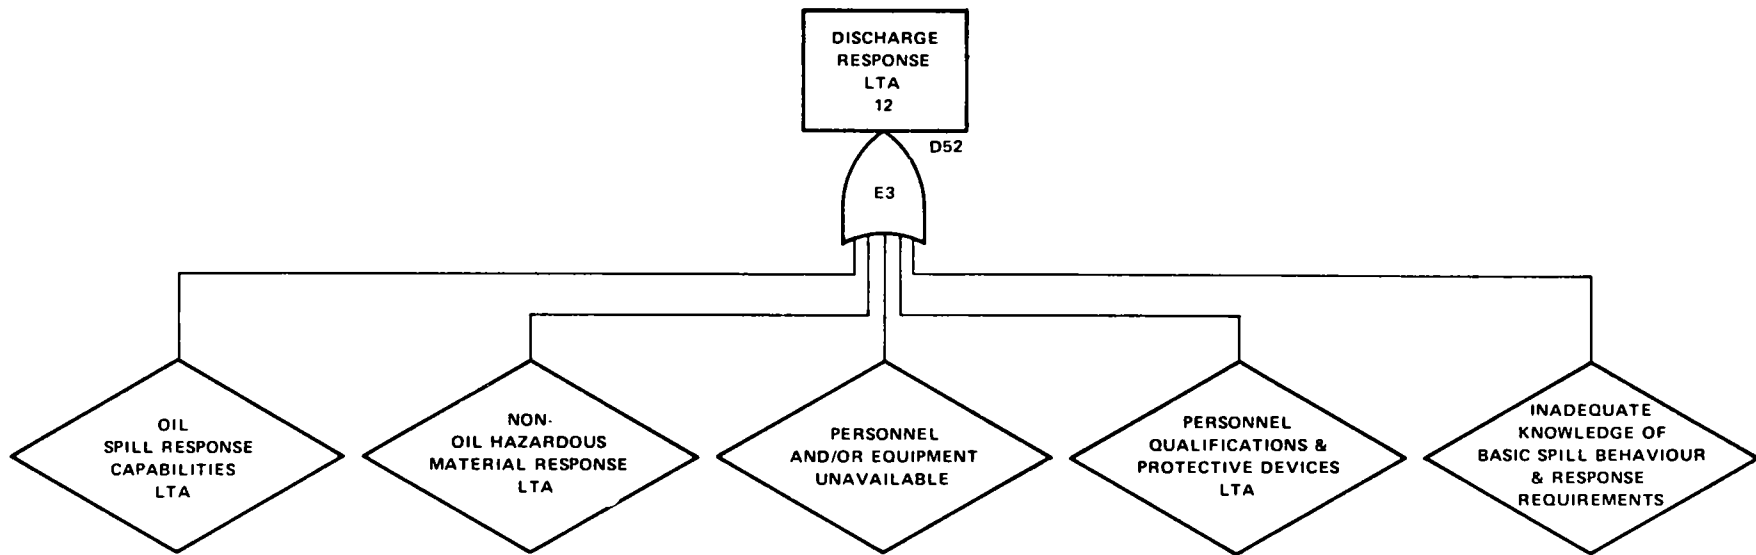 DISCHARGE
RESPONSE
LTA
12
D52
E3
OIL
SPILL RESPONSE
CAPABILITIES
LTA
NON-
OIL HAZARDOUS
MATERIAL RESPONSE
LTA
PERSONNEL
AND/OR EQUIPMENT
UNAVAILABLE
PERSONNEL
QUALIFICATIONS &
PROTECTIVE DEVICES
LTA
INADEQUATE
KNOWLEDGE OF
BASIC SPILL BEHAVIOUR
& RESPONSE
REQUIREMENTS